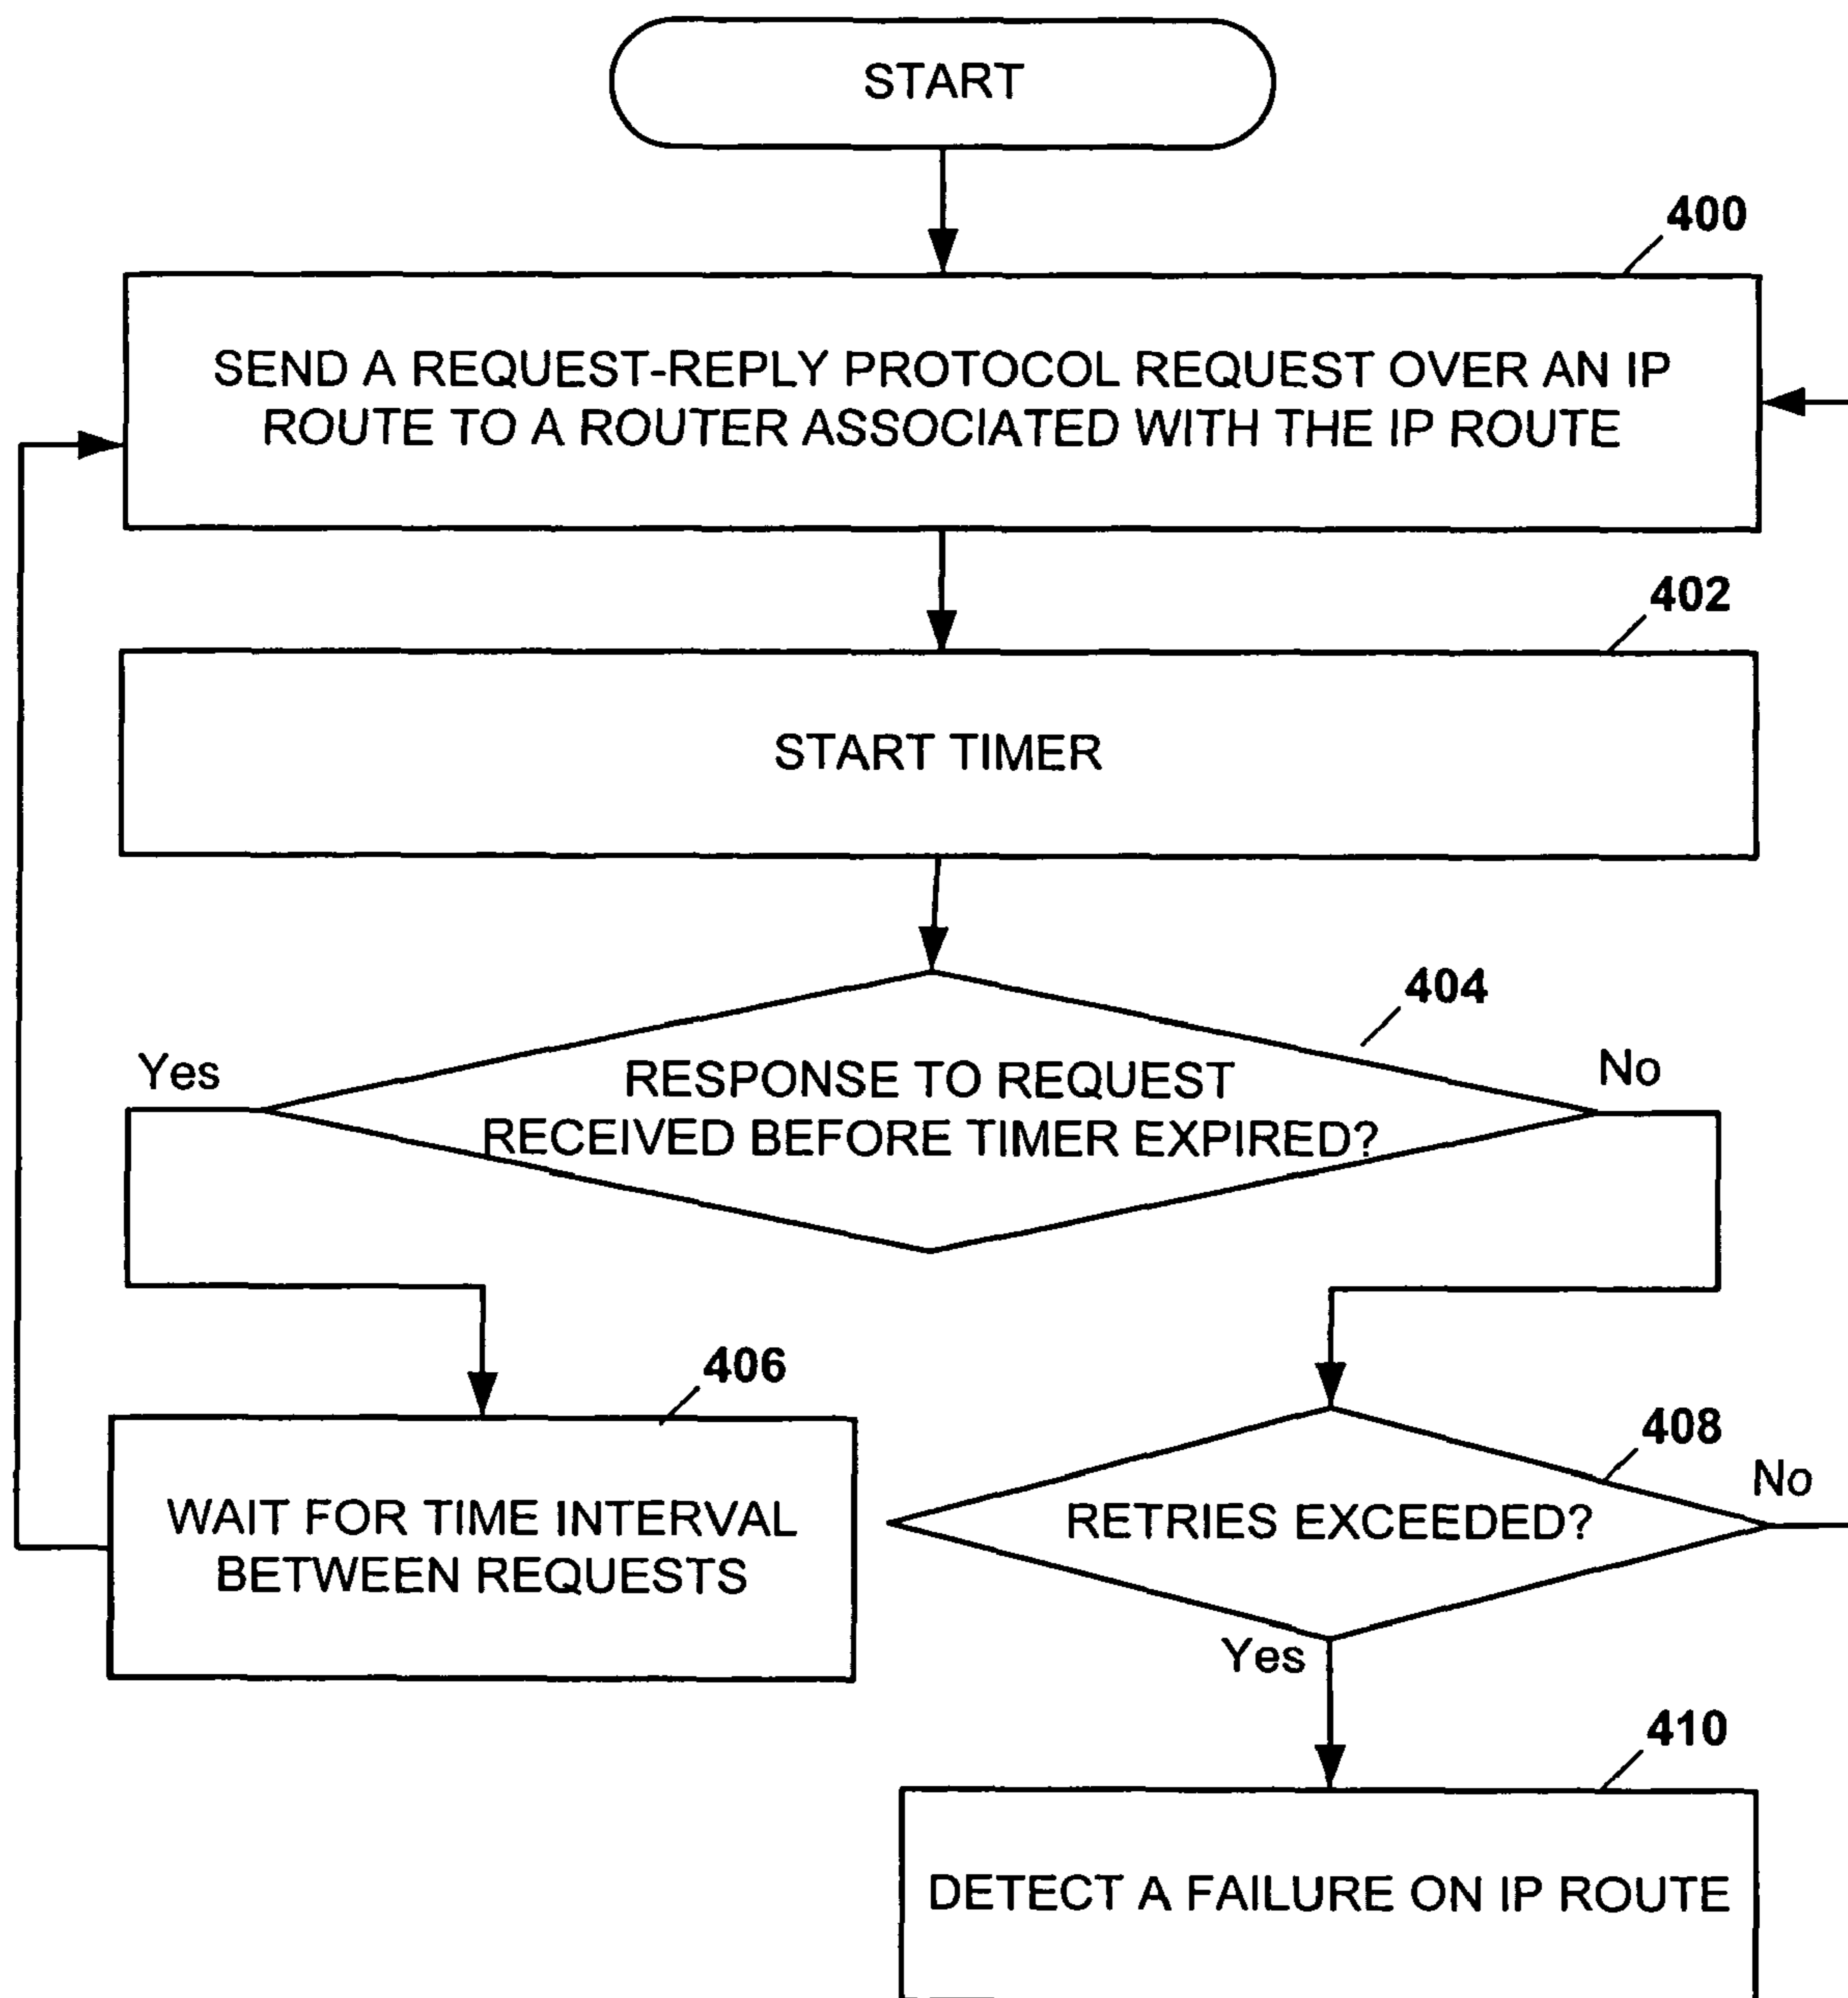 START
400
SEND A REQUEST-REPLY PROTOCOL REQUEST OVER AN IP
ROUTE TO A ROUTER ASSOCIATED WITH THE IP ROUTE
402
START TIMER
404
Yes
RESPONSE TO REQUEST
RECEIVED BEFORE TIMER EXPIRED?
No
406
WAIT FOR TIME INTERVAL
BETWEEN REQUESTS
408
RETRIES EXCEEDED?
No
Yes
410
DETECT A FAILURE ON IP ROUTE